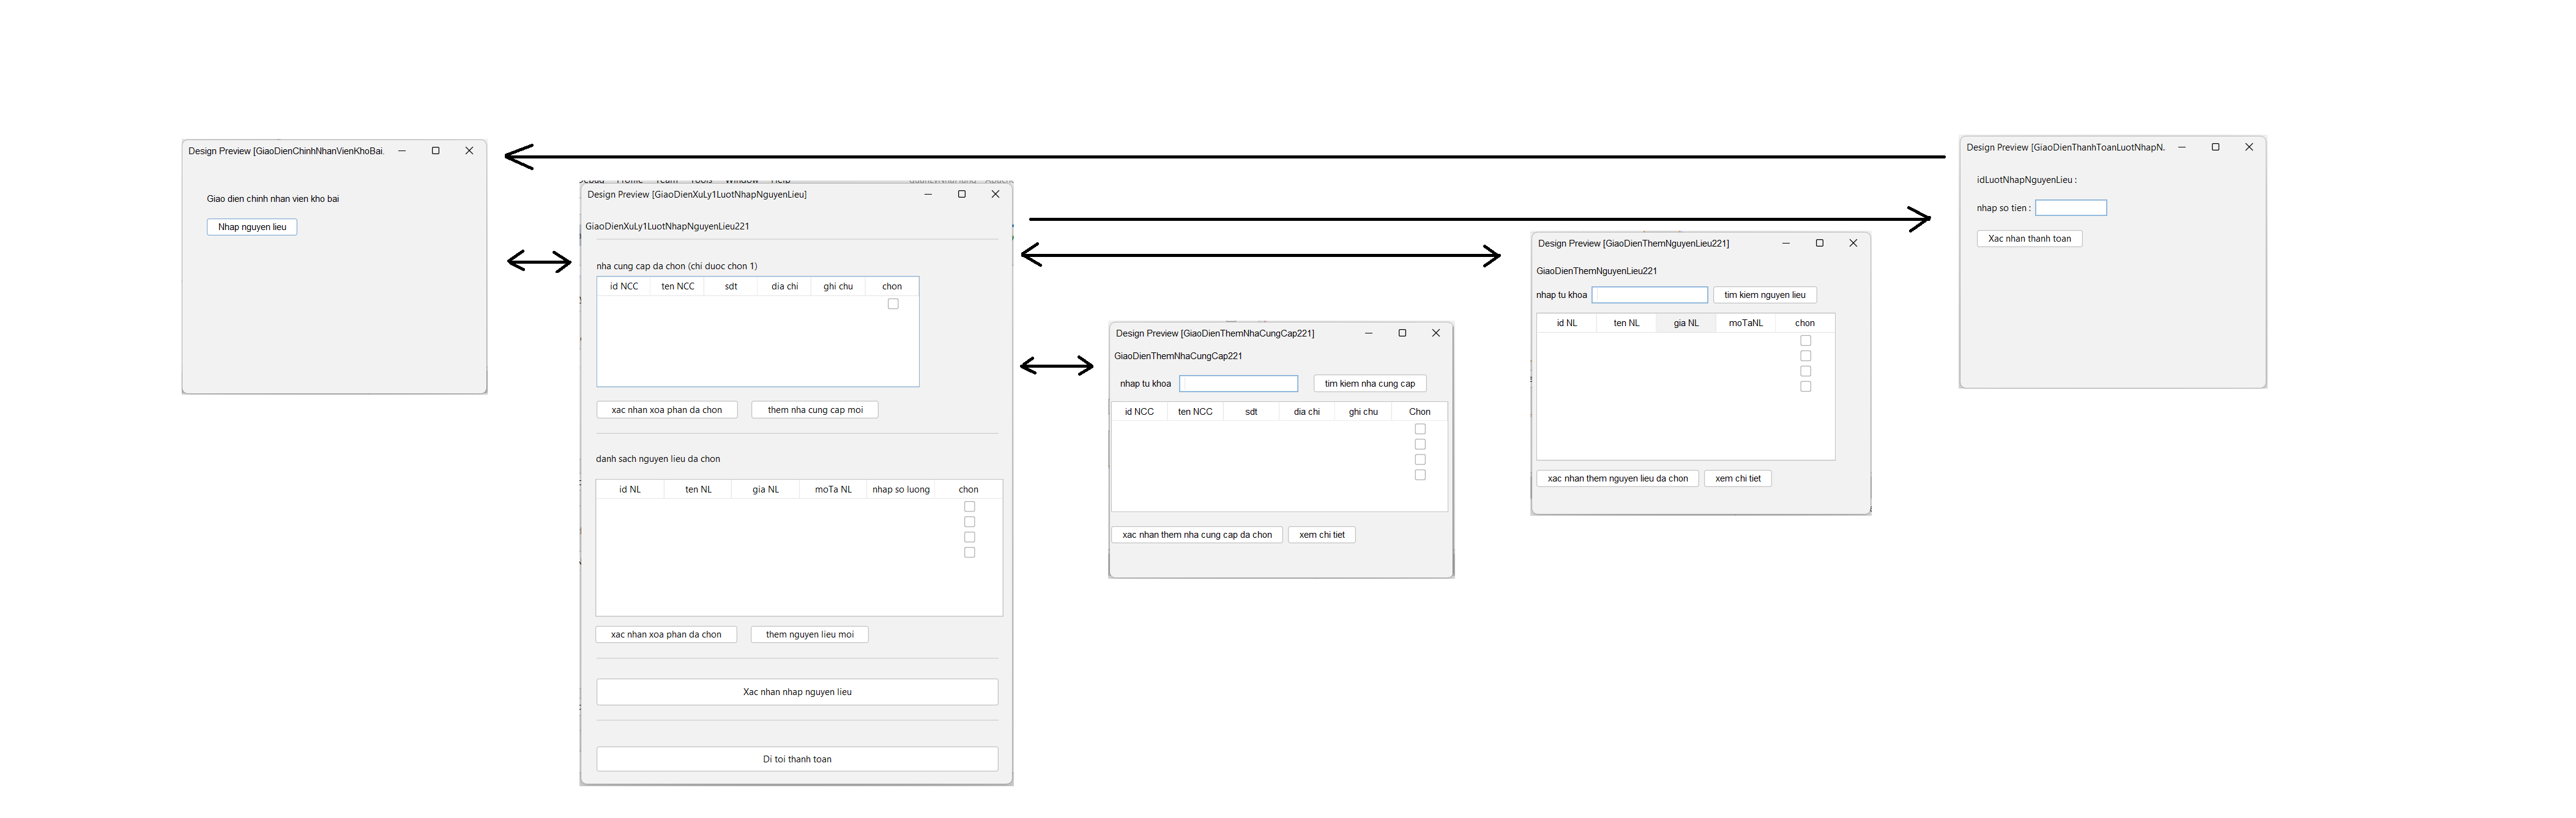 Design Preview [GiaoDienChinhNhanVienKhoBai.
Giao dien chinh nhan vien kho bai
Nhap nguyen lieu
Team Tools Window Help
Design Preview [GiaoDienXuLy1LuotNhapNguyenLieu]
GiaoDienXuLy1LuotNhapNguyenLieu221
nha cung cap da chon (chi duoc chon 1)
id NCC ten NCC sdt dia chi ghi chu chon
xac nhan xoa phan da chon them nha cung cap moi
danh sach nguyen lieu da chon
id NL ten NL gia NL moTa NL nhap so luong chon
xac nhan xoa phan da chon them nguyen lieu moi
Xac nhan nhap nguyen lieu
Di toi thanh toan
Design Preview [GiaoDienThemNhaCungCap221]
GiaoDienThemNhaCungCap221
nhap tu khoa tim kiem nha cung cap
id NCC ten NCC sdt dia chi ghi chu Chon
xac nhan them nha cung cap da chon xem chi tiet
Design Preview [GiaoDienThemNguyenLieu221]
GiaoDienThemNguyenLieu221
nhap tu khoa tim kiem nguyen lieu
id NL ten NL gia NL moTaNL chon
xac nhan them nguyen lieu da chon xem chi tiet
Design Preview [GiaoDienThanhToanLuotNhapN.
idLuotNhapNguyenLieu :
nhap so tien :
Xac nhan thanh toan